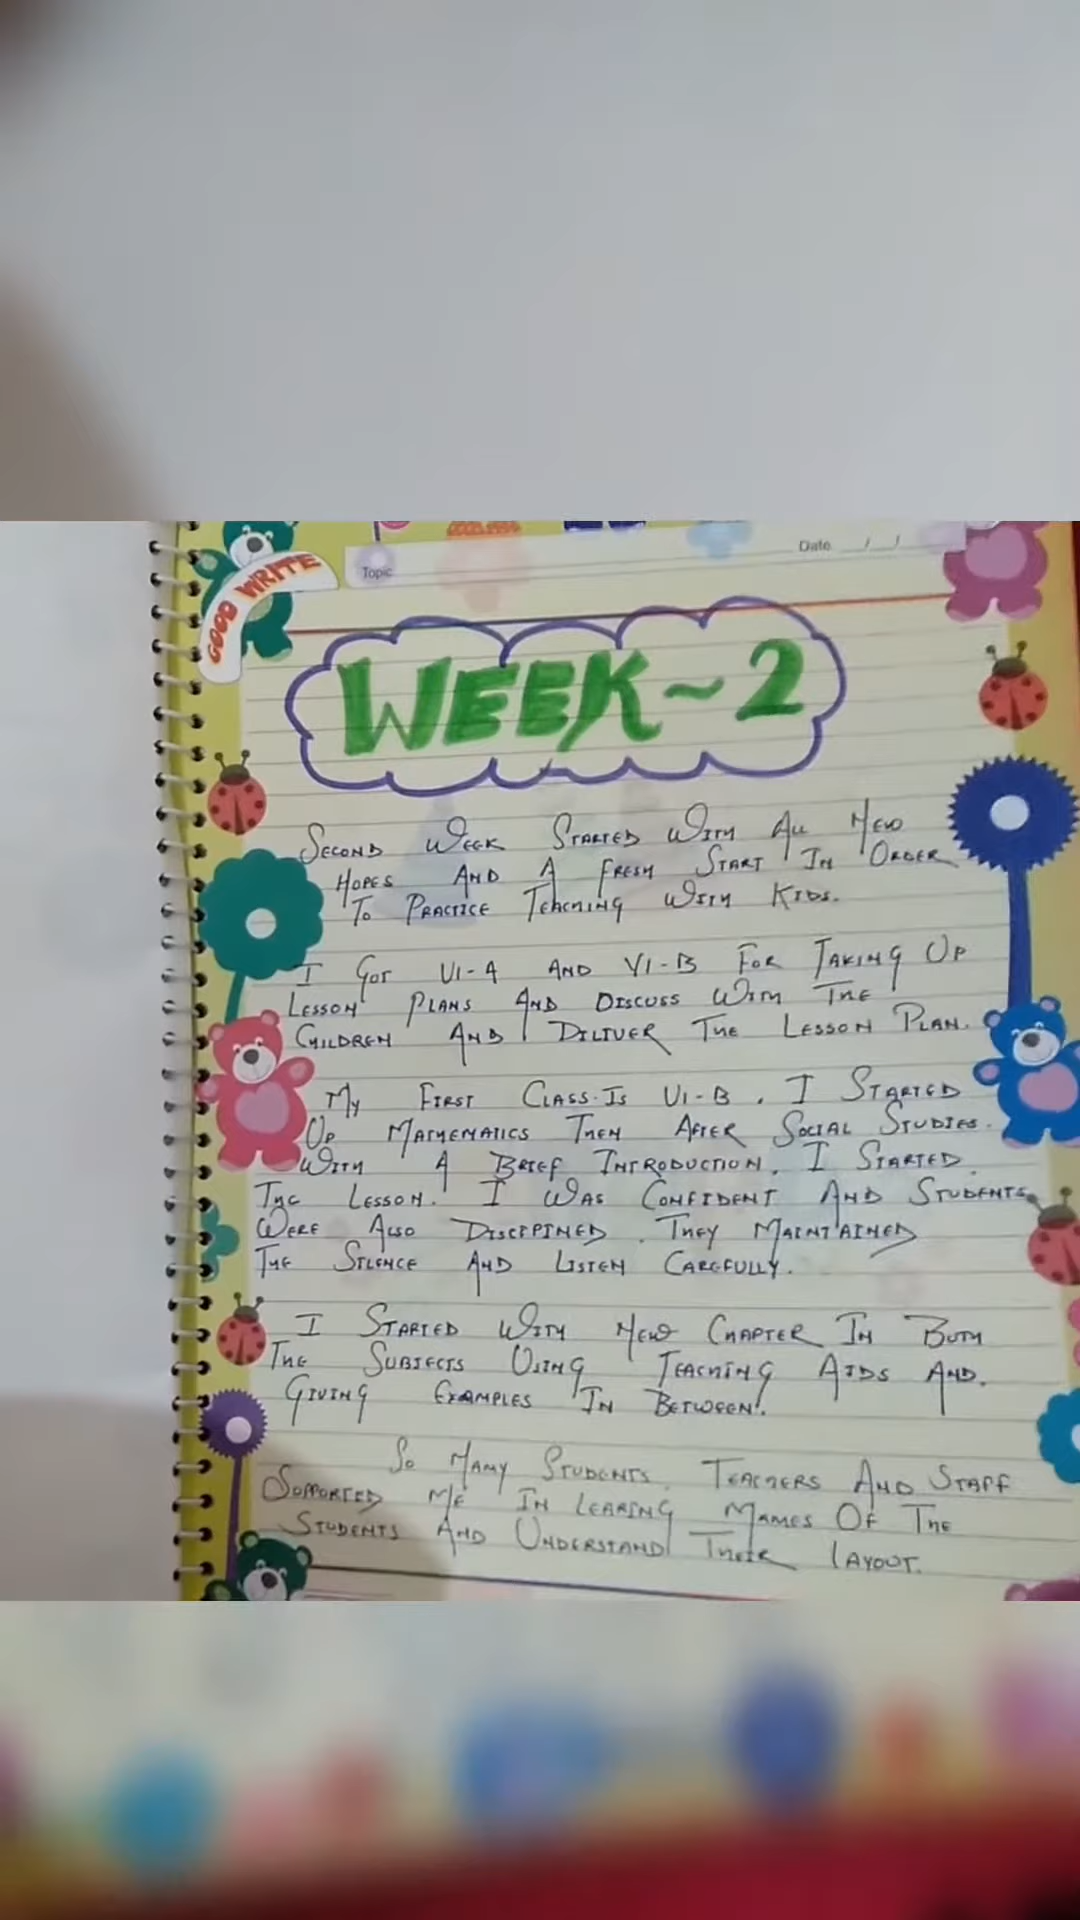 GOOD WRITE
Topic
Date / /
WEEK~2
SECOND WEEK STARTED WITH ALL NEW
HOPES AND A FRESH START IN ORDER
TO PRACTICE TEACHING WITH KIDS.
I GOT VI-A AND VI-B FOR TAKING UP
LESSON PLANS AND DISCUSS WITH THE
CHILDREN AND DELIVER THE LESSON PLAN.
MY FIRST CLASS IS VI-B. I STARTED
UP MATHEMATICS THEN AFTER SOCIAL STUDIES.
WITH A BRIEF INTRODUCTION. I STARTED
THE LESSON. I WAS CONFIDENT AND STUDENTS
WERE ALSO DISCIPINED. THEY MAINTAINED
THE SILENCE AND LISTEN CAREFULLY.
I STARTED WITH NEW CHAPTER IN BOTH
THE SUBJECTS USING TEACHING AIDS AND.
GIVING EXAMPLES IN BETWEEN.
SO MANY STUDENTS, TEACHERS AND STAFF
SUPPORTED ME IN LEARING NAMES OF THE
STUDENTS AND UNDERSTAND THEIR LAYOUT.